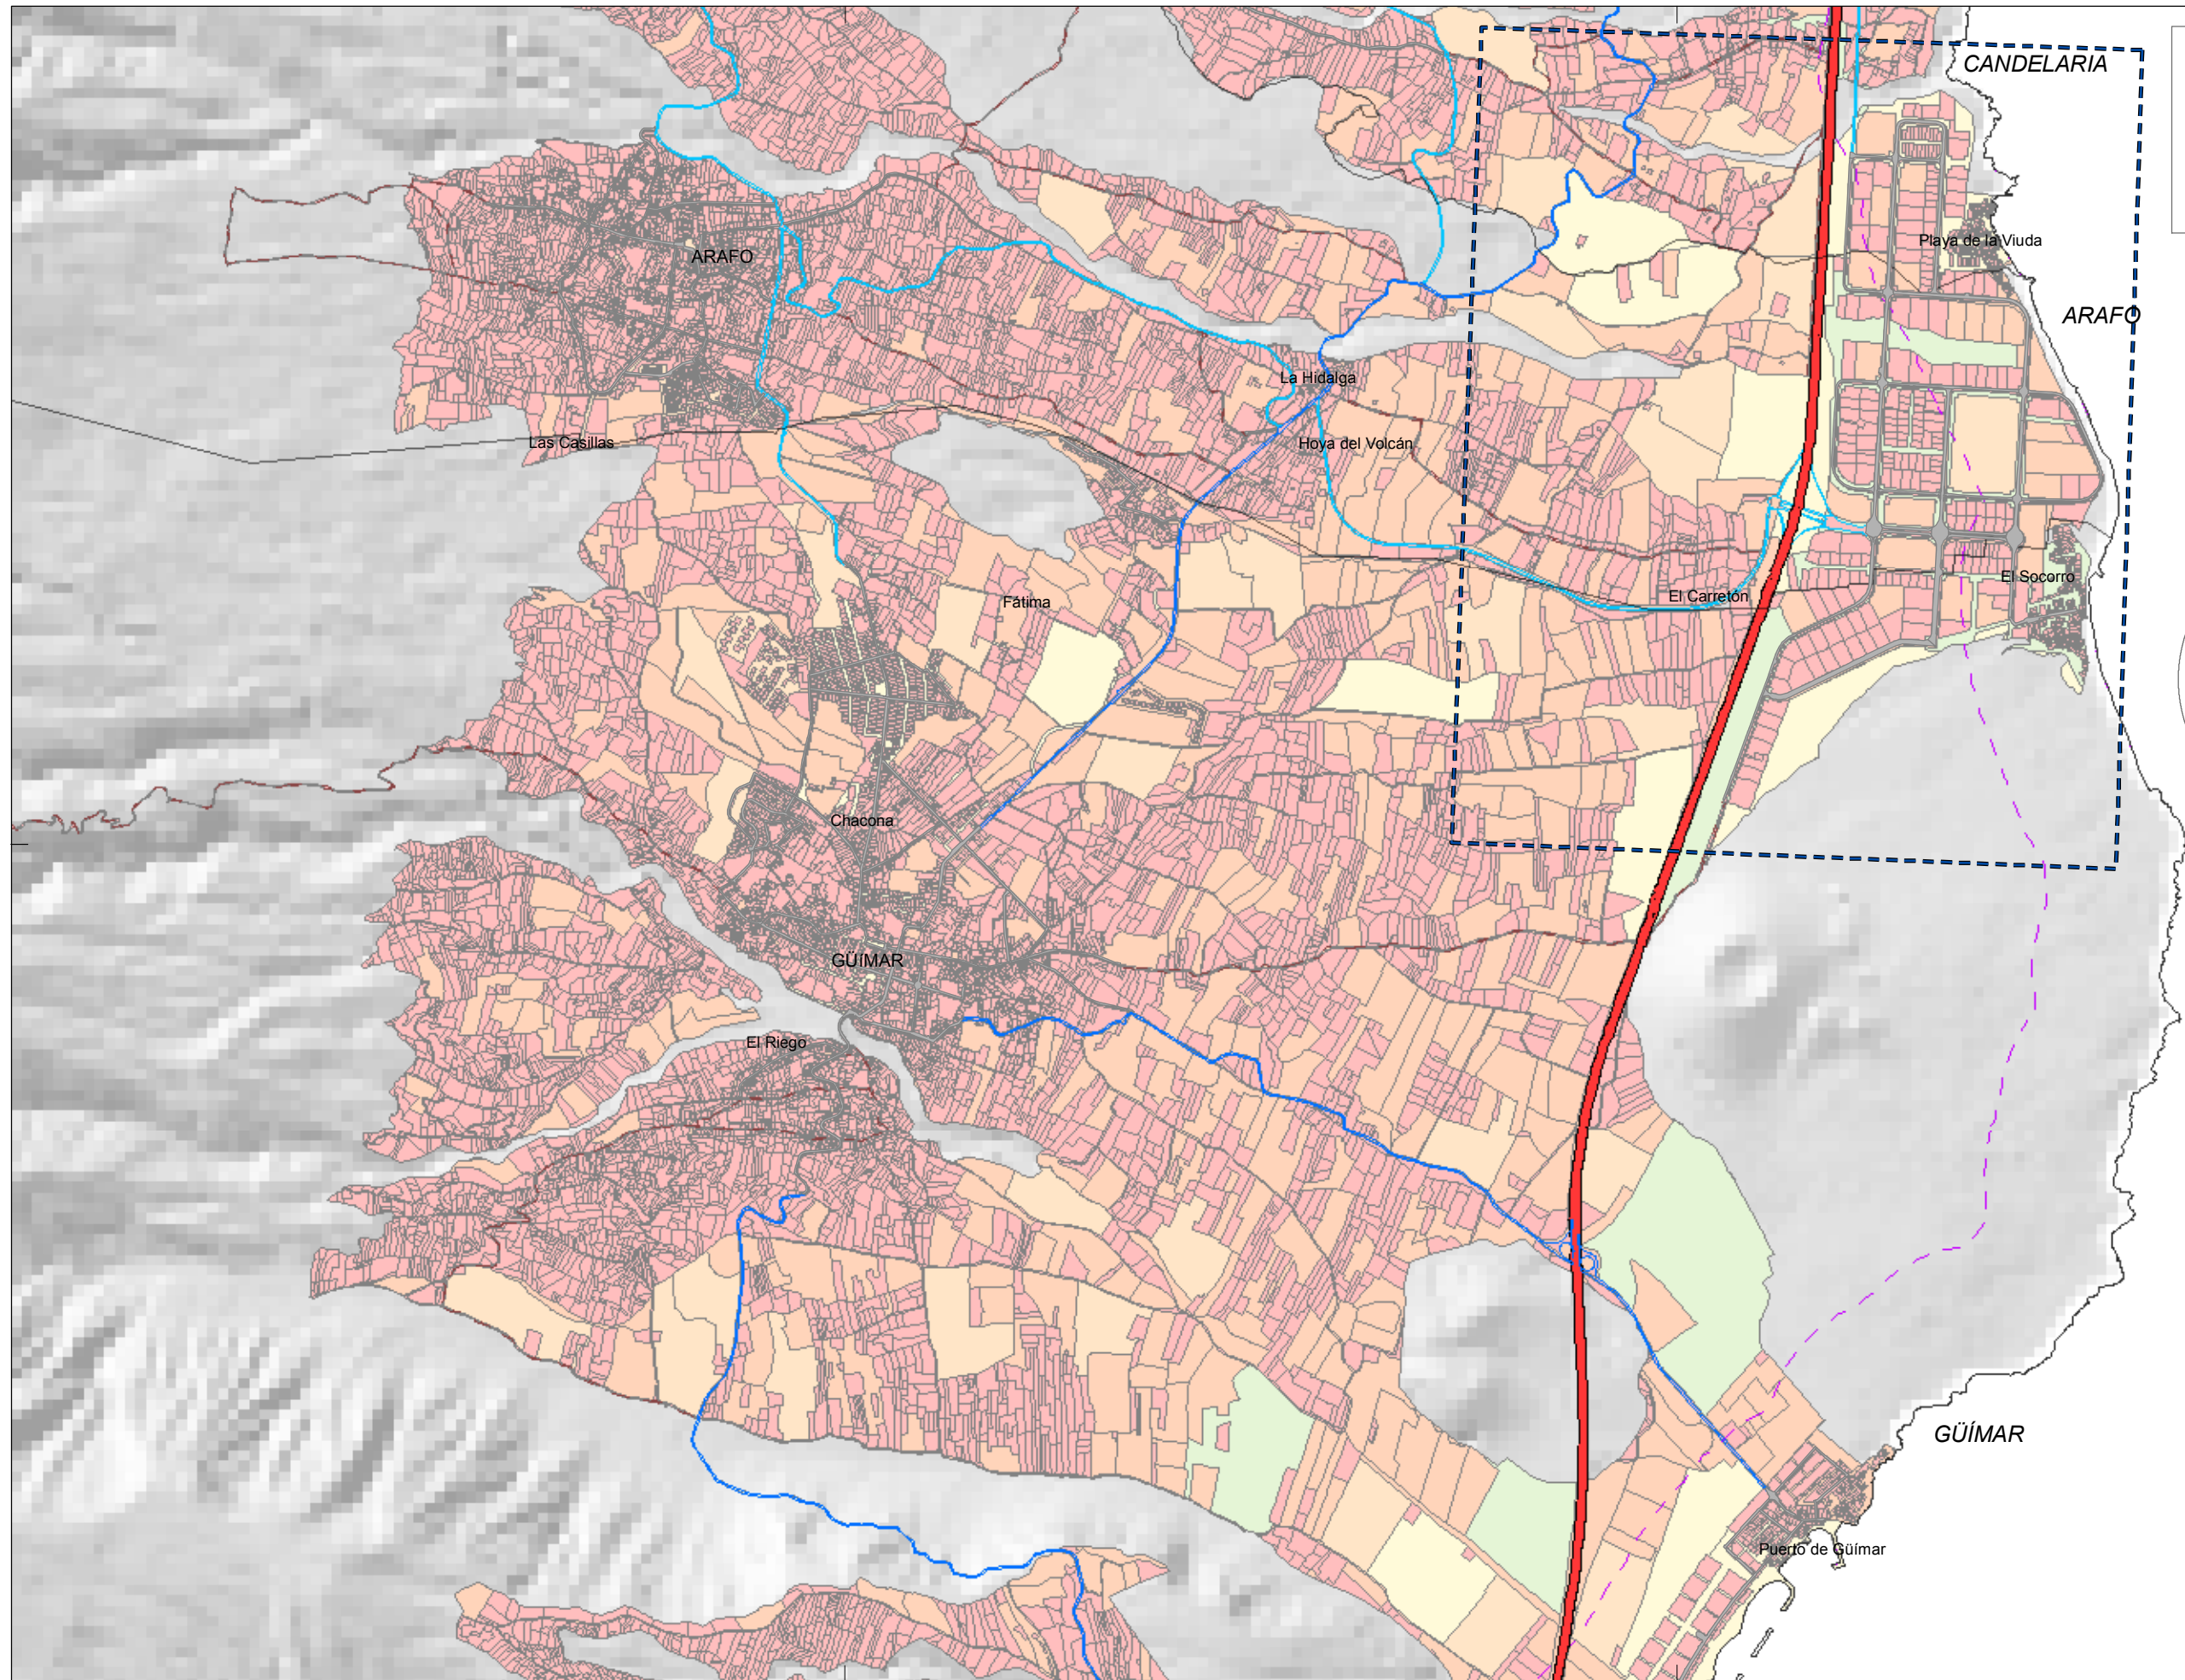 CANDELARIA
Playa de la Viuda
ARAFO
ARAFO
La Hidalga
Las Casillas
Hoya del Volcán
El Socorro
El Carretón
Fátima
Chacona
GÜÍMAR
El Riego
GÜÍMAR
Puerto de Güímar